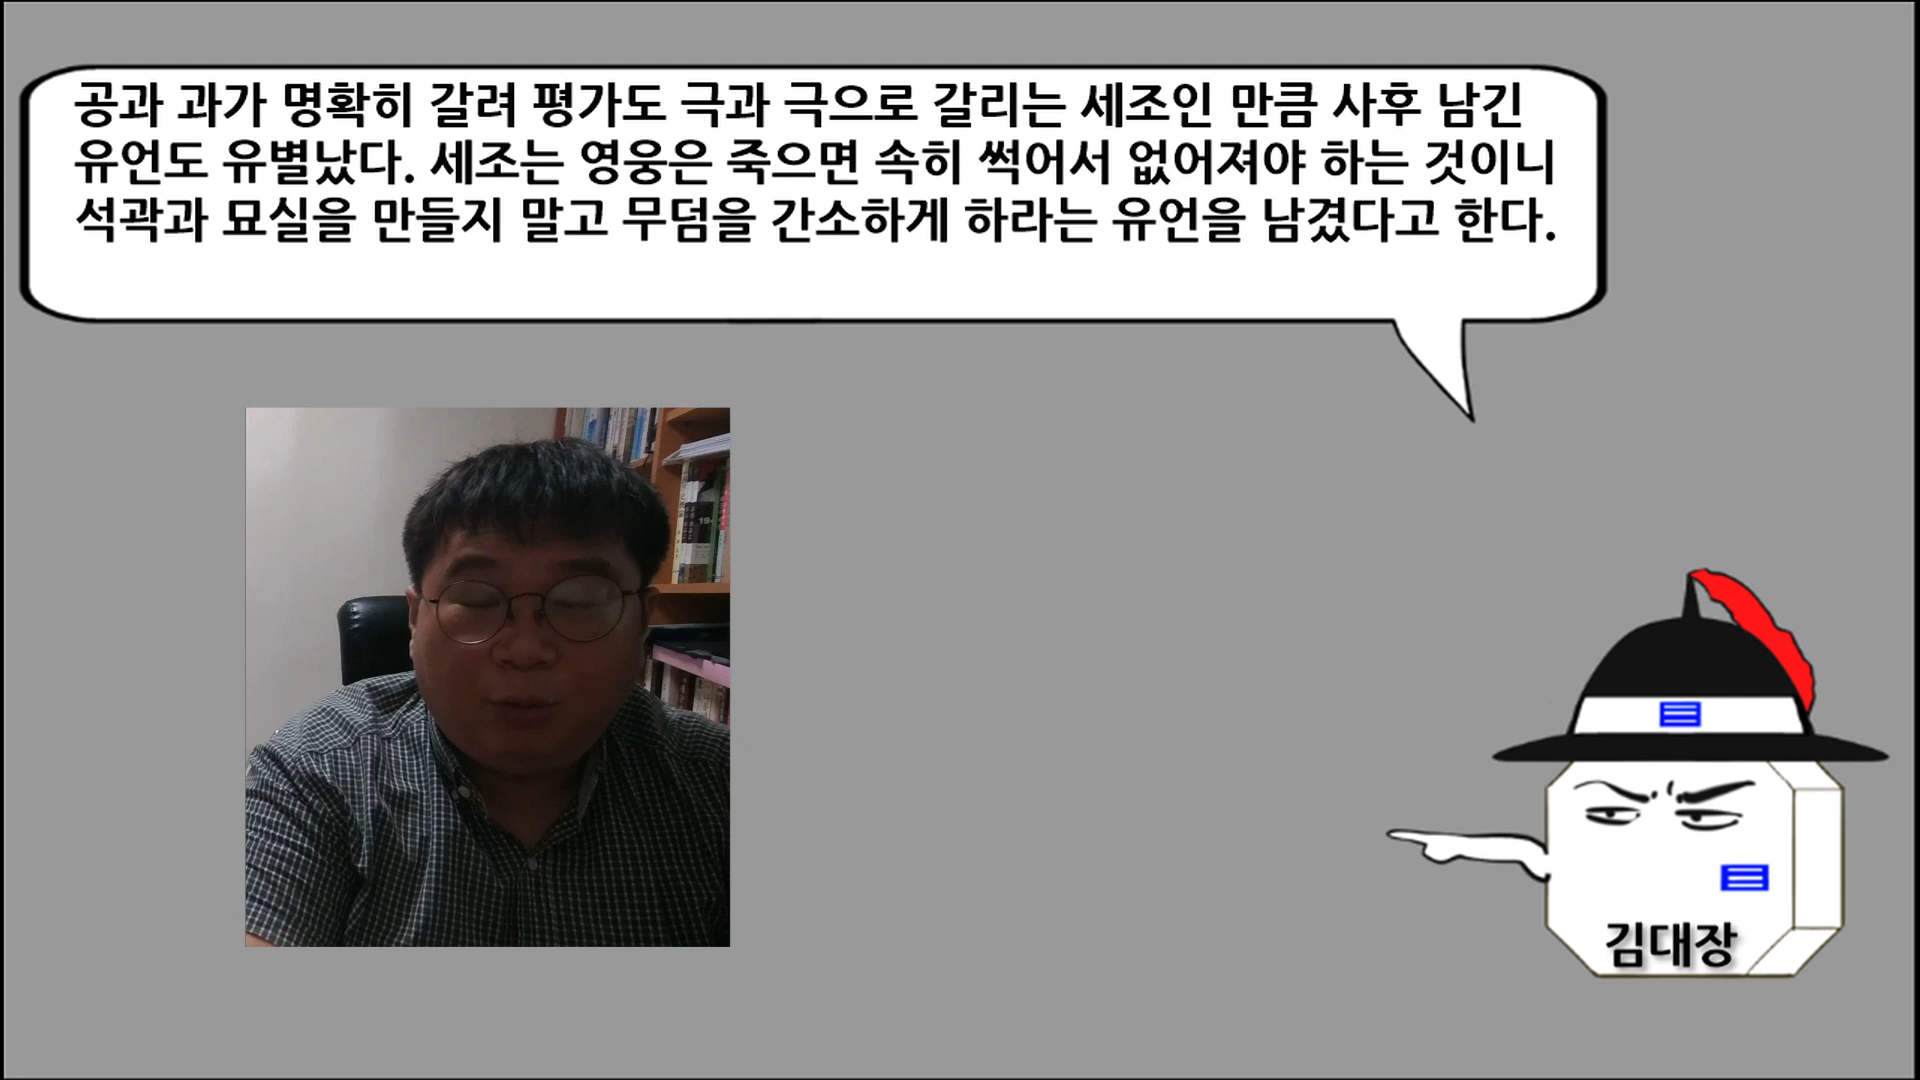 공과 과가 명확히 갈려 평가도 극과 극으로 갈리는 세조인 만큼 사후 남긴
유언도 유별났다. 세조는 영웅은 죽으면 속히 썩어서 없어져야 하는 것이니
석곽과 묘실을 만들지 말고 무덤을 간소하게 하라는 유언을 남겼다고 한다.
19
김대장